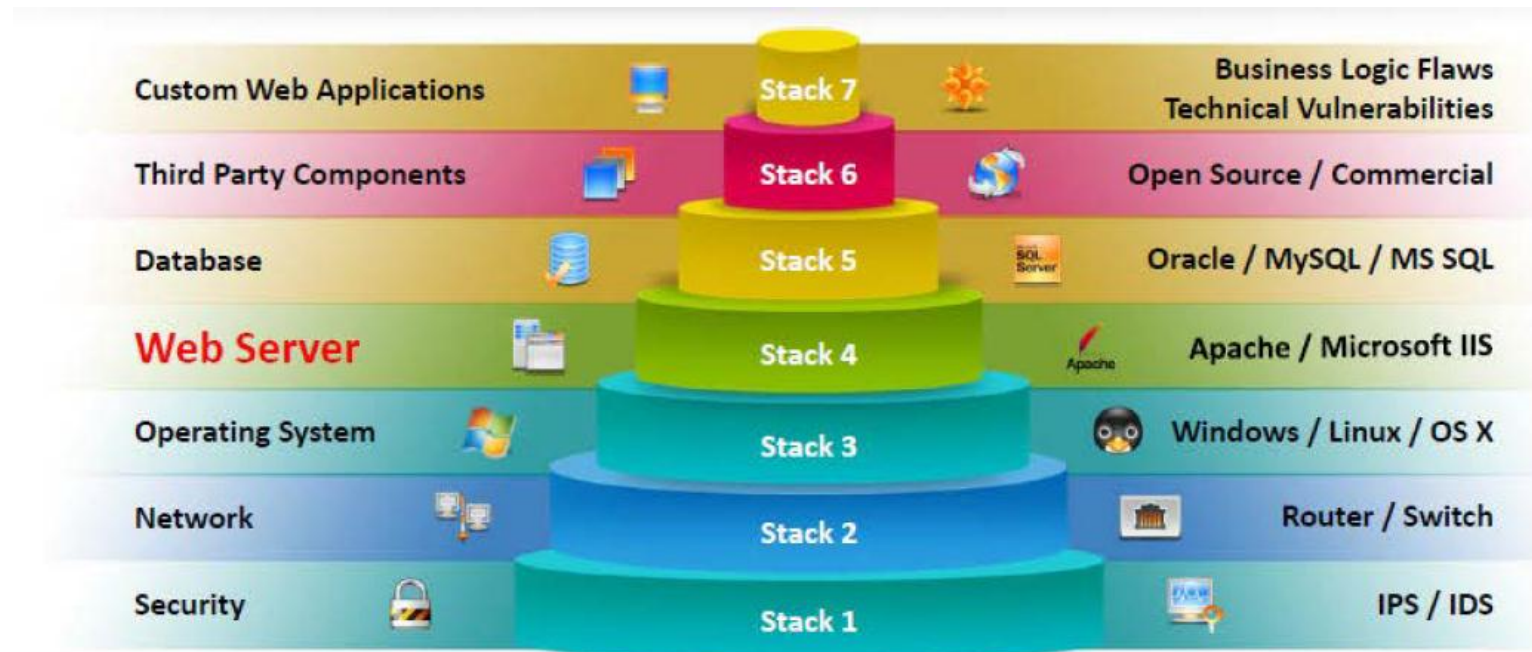 Custom Web Applications
Stack 7
Business Logic Flaws
Technical Vulnerabilities
Third Party Components
Stack 6
Open Source / Commercial
Database
Stack 5
SQL
Server
Oracle / MySQL / MS SQL
Web Server
Stack 4
Apache
Apache / Microsoft IIS
Operating System
Stack 3
Windows / Linux / OS X
Network
Stack 2
Router / Switch
Security
Stack 1
IPS / IDS